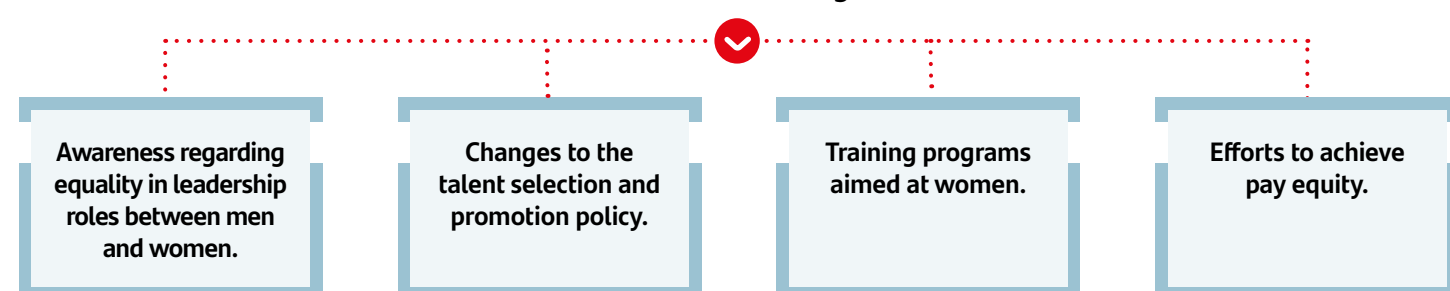 Awareness regarding
equality in leadership
roles between men
and women.
Changes to the
talent selection and
promotion policy.
Training programs
aimed at women.
Efforts to achieve
pay equity.